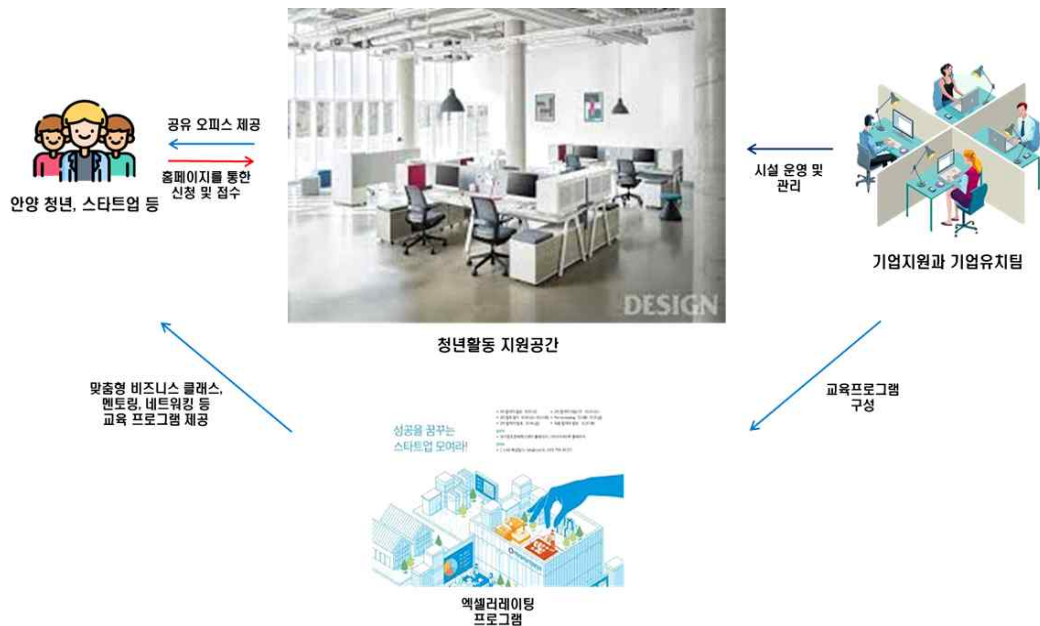 공유 오피스 제공
홈페이지를 통한
신청 및 접수
안양 청년, 스타트업 등
DESIGN
청년활동 지원공간
시설 운영 및
관리
기업지원과 기업유치팀
맞춤형 비즈니스 클래스,
멘토링, 네트워킹 등
교육 프로그램 제공
교육프로그램
구성
성공을 꿈꾸는
스타트업 모여라!
엑셀러레이팅
프로그램